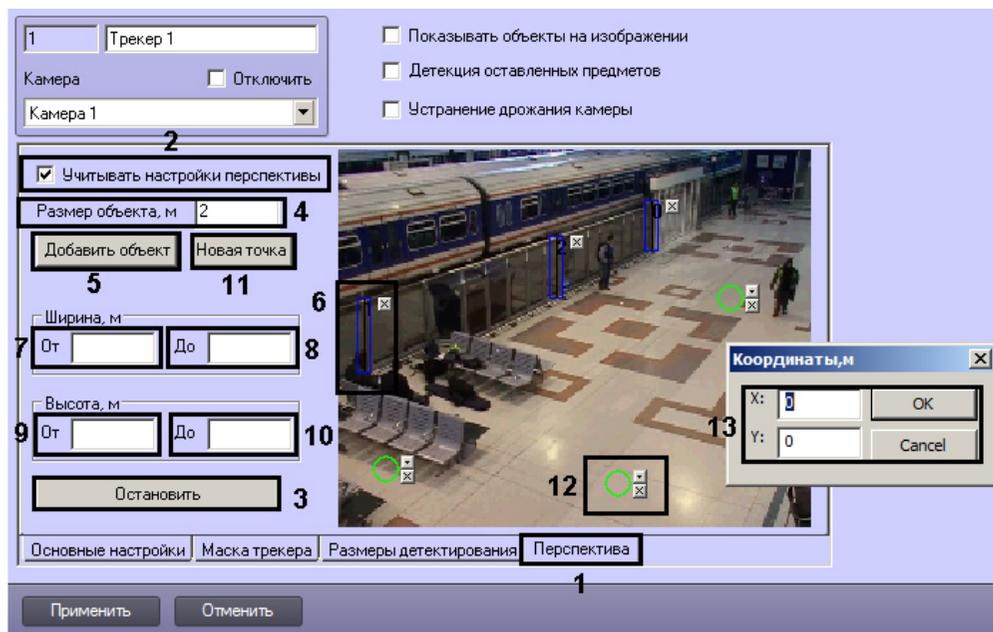 1 Трекер 1
Камера Отключить
Камера 1
Показывать объекты на изображении
Детекция оставленных предметов
Устранение дрожания камеры
2
Учитывать настройки перспективы
Размер объекта, м 2 4
Добавить объект Новая точка
5 11
Ширина, м
7 От До 8
Высота, м
9 От До 10
Остановить 3
6
1 2 0
12
Координаты,м
13
X: 0 OK
Y: 0 Cancel
Основные настройки Маска трекера Размеры детектирования Перспектива
1
Применить Отменить